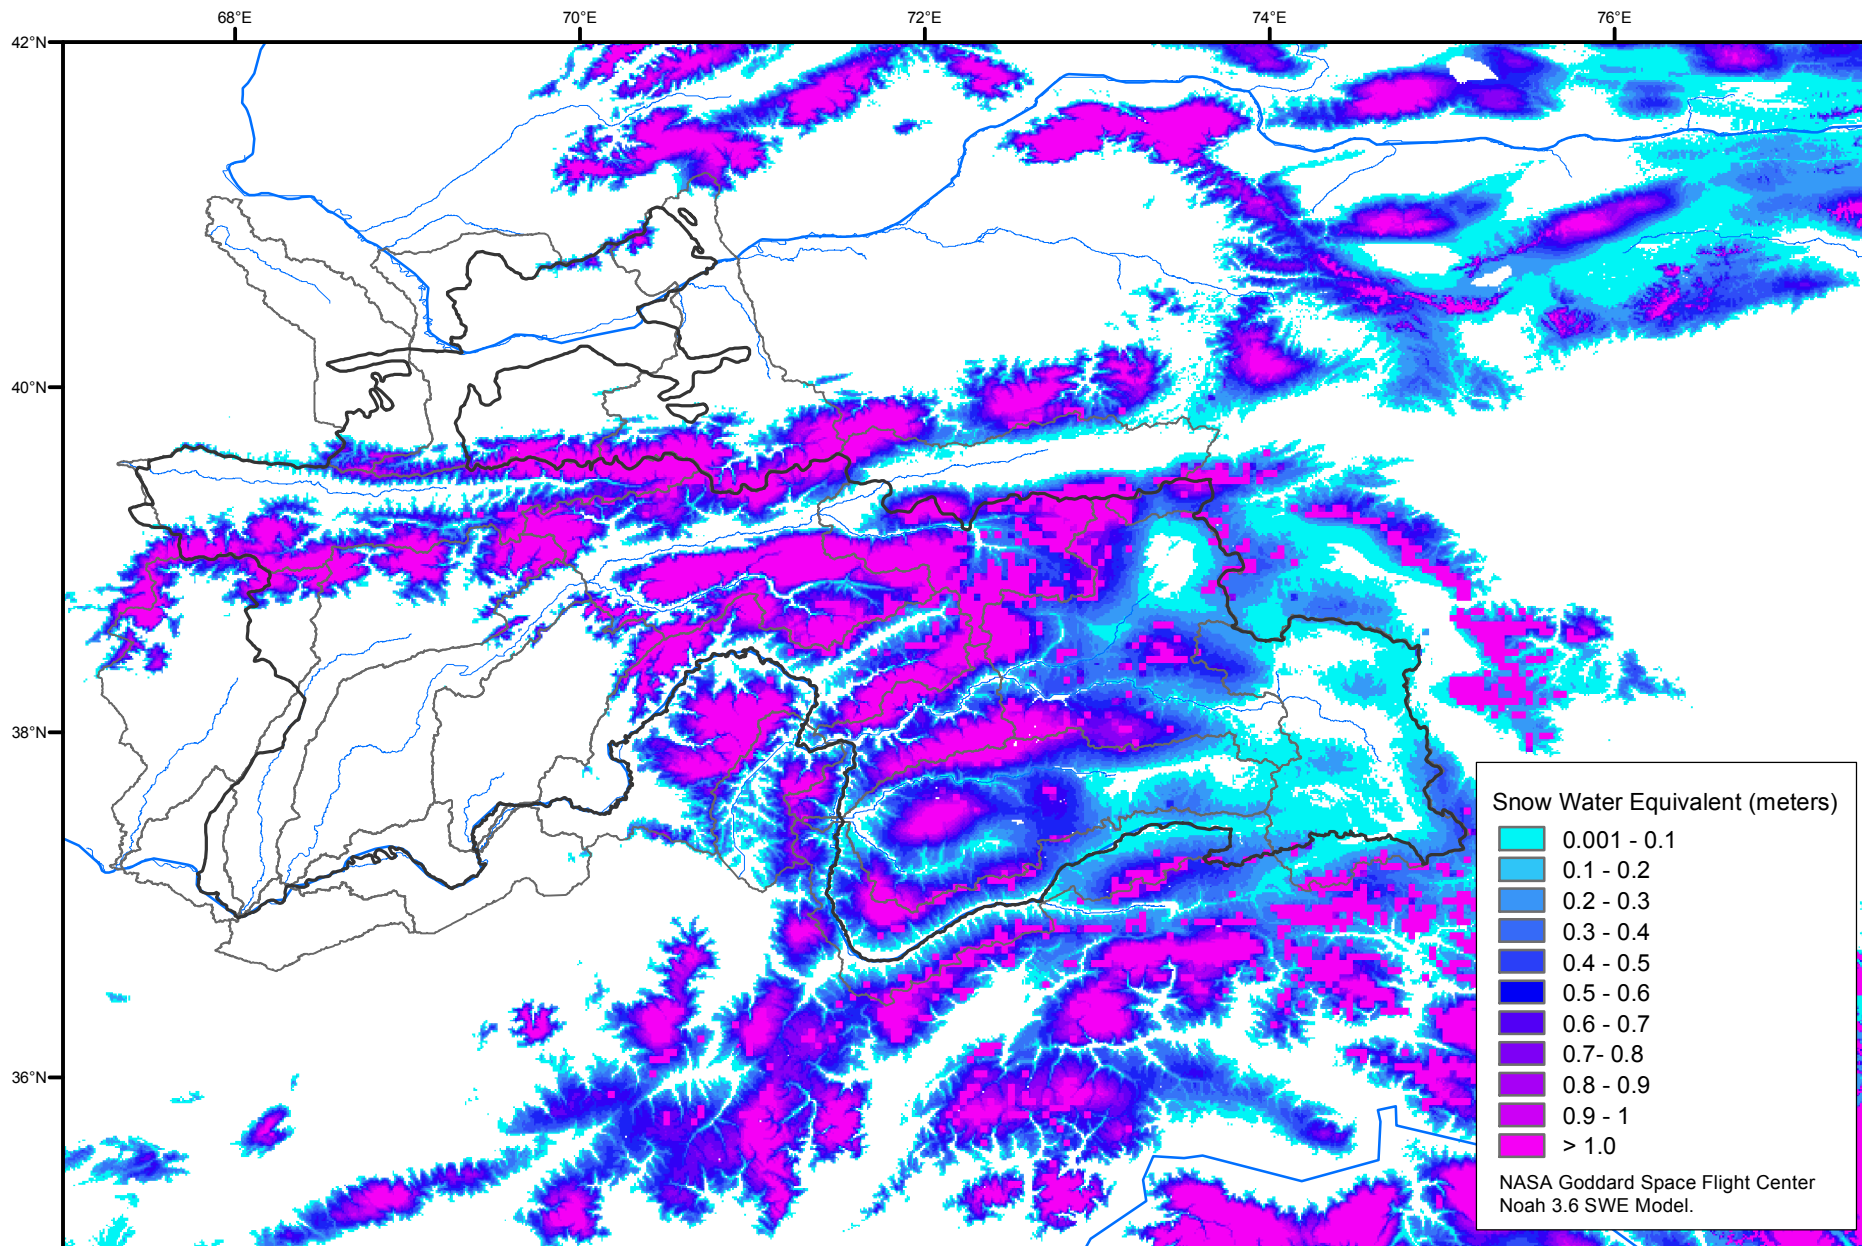 68°E
70°E
72°E
74°E
76°E
42°N
40°N
38°N
36°N
Snow Water Equivalent (meters)
0.001 - 0.1
0.1 - 0.2
0.2 - 0.3
0.3 - 0.4
0.4 - 0.5
0.5 - 0.6
0.6 - 0.7
0.7- 0.8
0.8 - 0.9
0.9 - 1
> 1.0
NASA Goddard Space Flight Center
Noah 3.6 SWE Model.